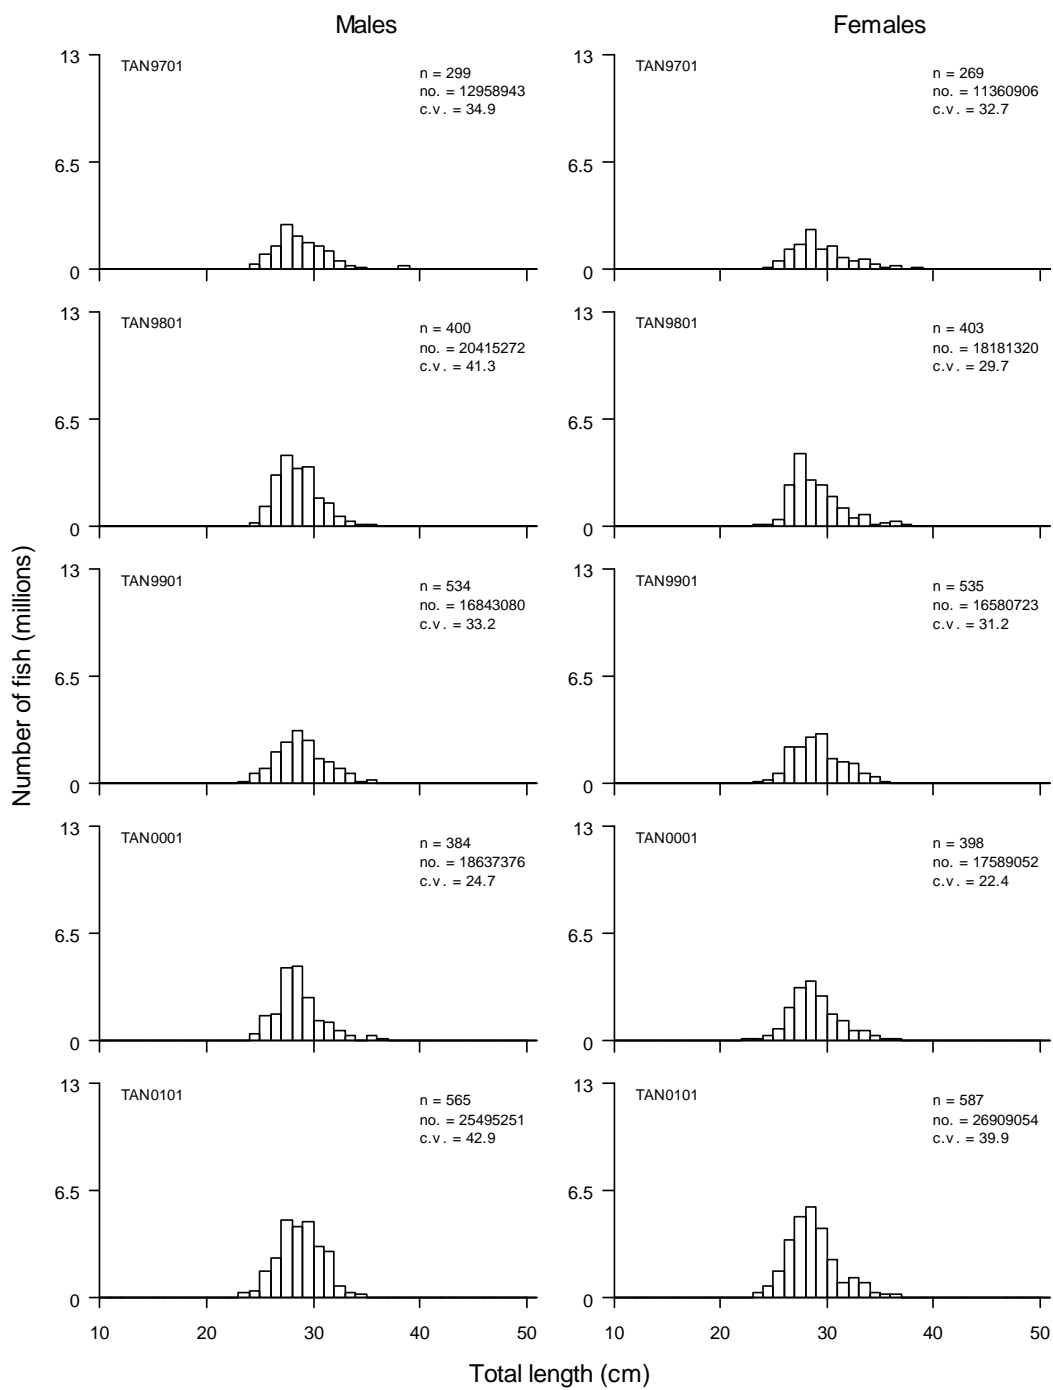 Males
Females
13
TAN9701
n = 299
no. = 12958943
c.v. = 34.9
6.5
0
13
TAN9701
n = 269
no. = 11360906
c.v. = 32.7
6.5
0
13
TAN9801
n = 400
no. = 20415272
c.v. = 41.3
6.5
0
13
TAN9801
n = 403
no. = 18181320
c.v. = 29.7
6.5
0
13
TAN9901
n = 534
no. = 16843080
c.v. = 33.2
6.5
0
13
TAN9901
n = 535
no. = 16580723
c.v. = 31.2
6.5
0
13
TAN0001
n = 384
no. = 18637376
c.v. = 24.7
6.5
0
13
TAN0001
n = 398
no. = 17589052
c.v. = 22.4
6.5
0
13
TAN0101
n = 565
no. = 25495251
c.v. = 42.9
6.5
0
13
TAN0101
n = 587
no. = 26909054
c.v. = 39.9
6.5
0
10 20 30 40 50
10 20 30 40 50
Number of fish (millions)
Total length (cm)